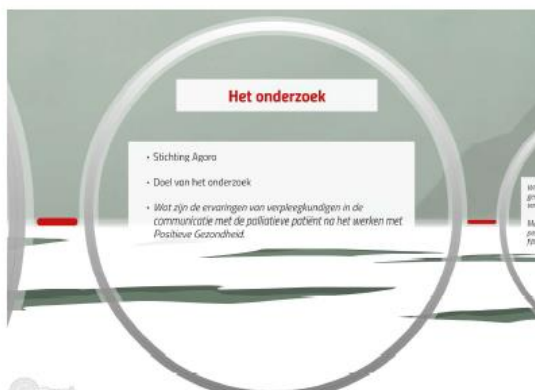 Het onderzoek
• Stichting Agora
• Doel van het onderzoek
• Wat zijn de ervaringen van verpleegkundigen in de
communicatie met de palliatieve patiënt na het werken met
Positieve Gezondheid.